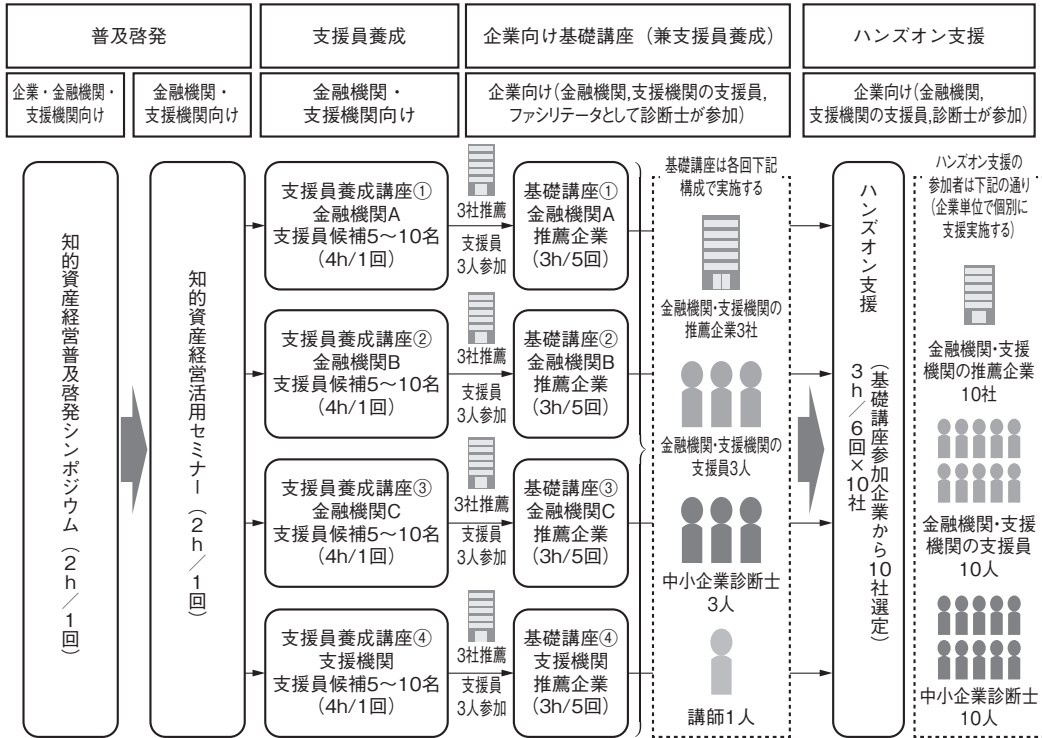 普及啓発
支援員養成
企業向け基礎講座（兼支援員養成）
ハンズオン支援
企業・金融機関・
支援機関向け
金融機関・
支援機関向け
金融機関・
支援機関向け
企業向け(金融機関,支援機関の支援員,
ファシリテータとして診断士が参加)
企業向け(金融機関,
支援機関の支援員,診断士が参加)
知的資産経営普及啓発シンポジウム（2h／1回）
知的資産経営活用セミナー（2h／1回）
支援員養成講座①
金融機関A
支援員候補5〜10名
(4h/1回)
3社推薦
支援員
3人参加
基礎講座①
金融機関A
推薦企業
(3h/5回)
支援員養成講座②
金融機関B
支援員候補5〜10名
(4h/1回)
3社推薦
支援員
3人参加
基礎講座②
金融機関B
推薦企業
(3h/5回)
支援員養成講座③
金融機関C
支援員候補5〜10名
(4h/1回)
3社推薦
支援員
3人参加
基礎講座③
金融機関C
推薦企業
(3h/5回)
支援員養成講座④
支援機関
支援員候補5〜10名
(4h/1回)
3社推薦
支援員
3人参加
基礎講座④
支援機関
推薦企業
(3h/5回)
基礎講座は各回下記
構成で実施する
金融機関・支援機関の
推薦企業3社
金融機関・支援機関の
支援員3人
中小企業診断士
3人
講師1人
ハンズオン支援
（基礎講座参加企業から10社選定）
3h／6回×10社
ハンズオン支援の
参加者は下記の通り
(企業単位で個別に
支援実施する)
金融機関・支援
機関の推薦企業
10社
金融機関・支援
機関の支援員
10人
中小企業診断士
10人